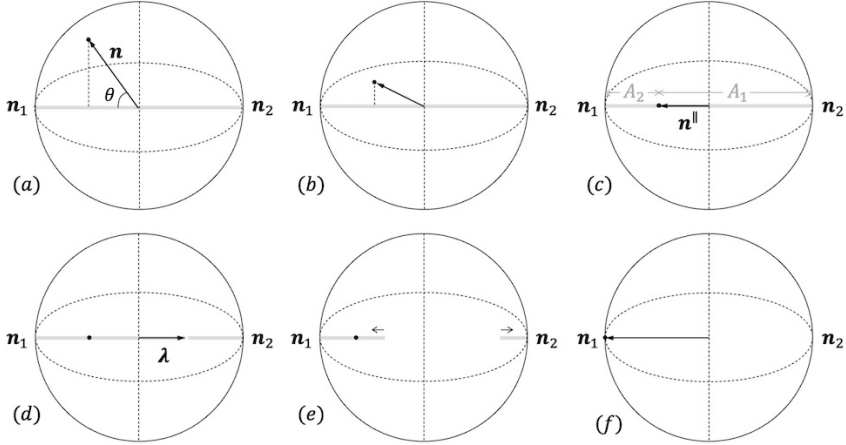 n
θ
n₁ n₂
(a)
n₁ n₂
(b)
A₂ A₁
n₁ n₂
n∥
(c)
n₁ n₂
λ
(d)
n₁ n₂
(e)
n₁ n₂
(f)